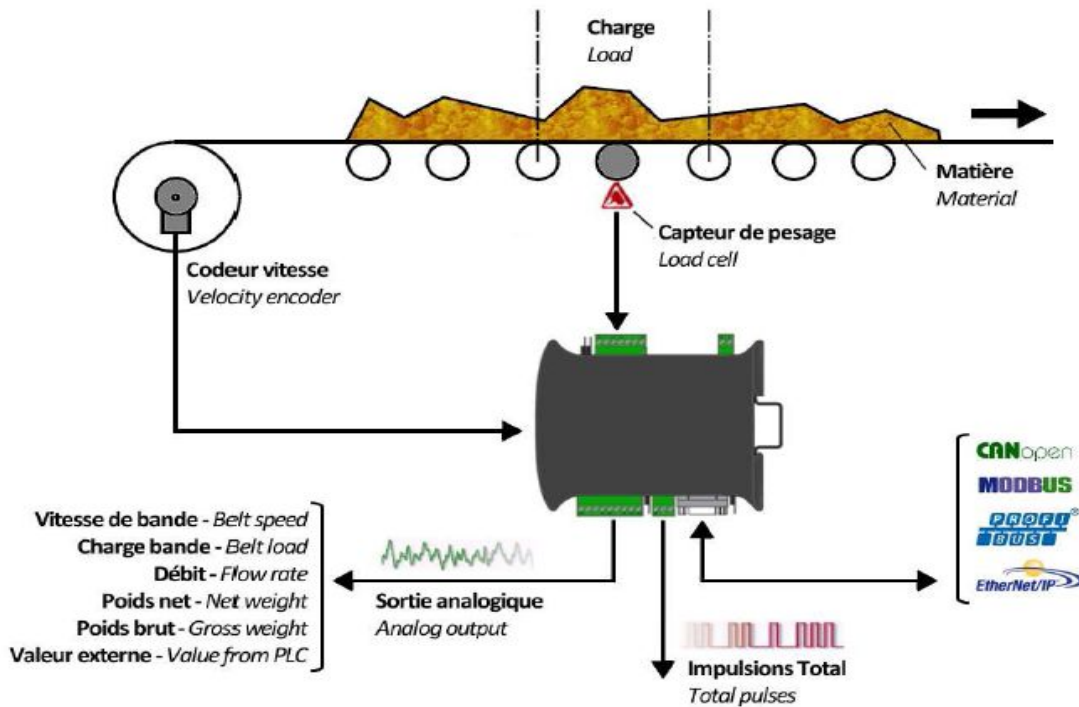 Charge
Load
Matière
Material
Capteur de pesage
Load cell
Codeur vitesse
Velocity encoder
CANopen
MODBUS
PROFI
BUS®
EtherNet/IP
Vitesse de bande - Belt speed
Charge bande - Belt load
Débit - Flow rate
Poids net - Net weight
Poids brut - Gross weight
Valeur externe - Value from PLC
Sortie analogique
Analog output
Impulsions Total
Total pulses